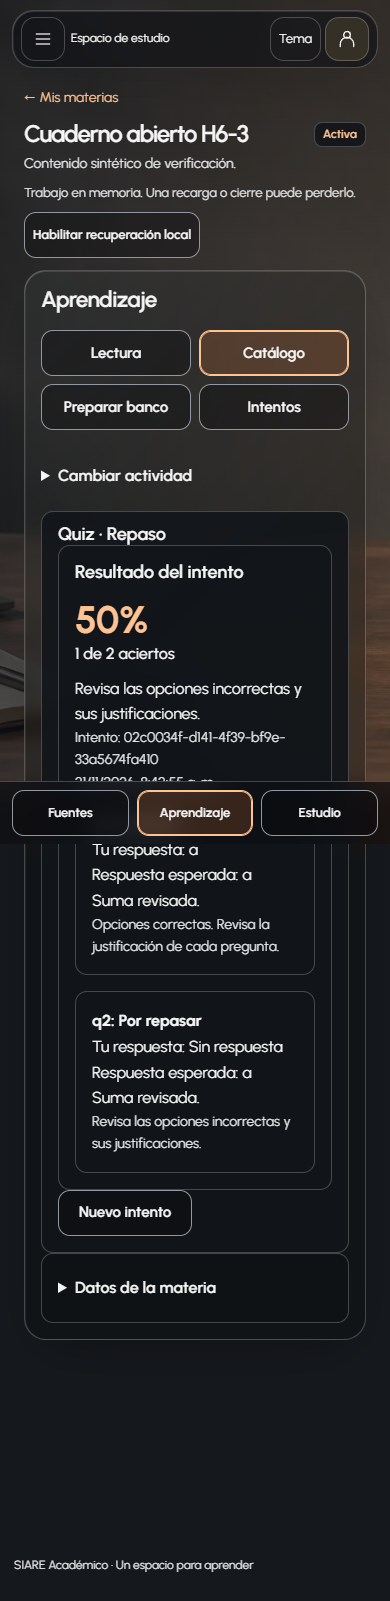 Espacio de estudio
Tema
← Mis materias
Cuaderno abierto H6-3
Activa
Contenido sintético de verificación.
Trabajo en memoria. Una recarga o cierre puede perderlo.
Habilitar recuperación local
Aprendizaje
Lectura
Catálogo
Preparar banco
Intentos
Cambiar actividad
Quiz · Repaso
Resultado del intento
50%
1 de 2 aciertos
Revisa las opciones incorrectas y
sus justificaciones.
Intento: 02c0034f-d141-4f39-bf9e-
33a5674fa410
Fuentes
Aprendizaje
Estudio
Tu respuesta: a
Respuesta esperada: a
Suma revisada.
Opciones correctas. Revisa la
justificación de cada pregunta.
q2: Por repasar
Tu respuesta: Sin respuesta
Respuesta esperada: a
Suma revisada.
Revisa las opciones incorrectas y
sus justificaciones.
Nuevo intento
Datos de la materia
SIARE Académico · Un espacio para aprender